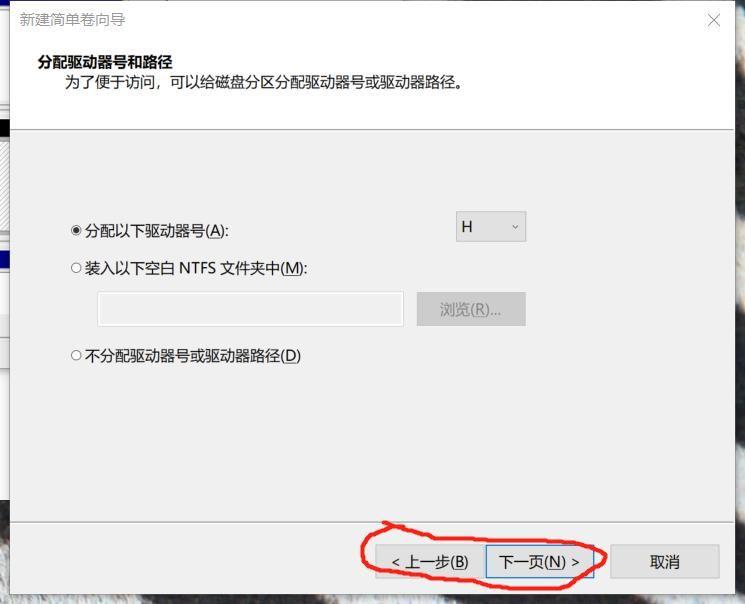 新建简单卷向导
分配驱动器号和路径
为了便于访问，可以给磁盘分区分配驱动器号或驱动器路径。
分配以下驱动器号(A):
H
装入以下空白 NTFS 文件夹中(M):
浏览(R)...
不分配驱动器号或驱动器路径(D)
< 上一步(B)
下一页(N) >
取消